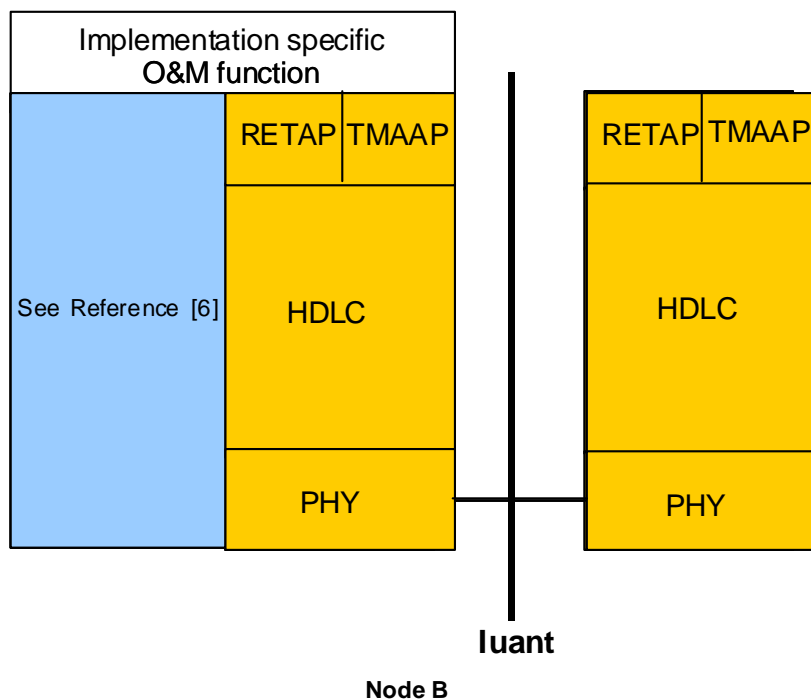 Implementation specific
O&M function
RETAP TMAAP
RETAP TMAAP
See Reference [6]
HDLC
HDLC
PHY
PHY
Iuant
Node B